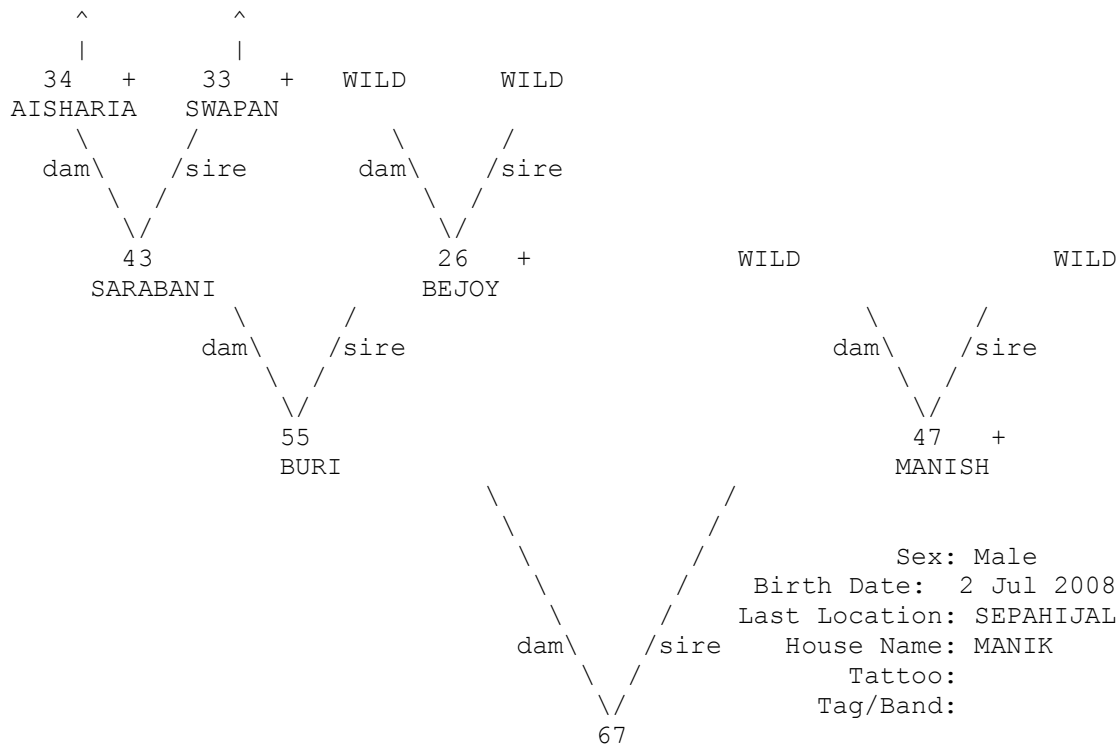 ^ ^
| |
34 + 33 + WILD WILD
AISHARIA SWAPAN
\ / \ /
dam\ /sire dam\ /sire
\ / \ /
\/ \/
43 26 + WILD WILD
SARABANI BEJOY
\ / \ /
dam\ /sire dam\ /sire
\ / \ /
\/ \/
55 47 +
BURI MANISH
\ /
\ /
\ / Sex: Male
\ / Birth Date: 2 Jul 2008
\ / Last Location: SEPAHIJAL
dam\ /sire House Name: MANIK
\ / Tattoo:
\/ Tag/Band:
67